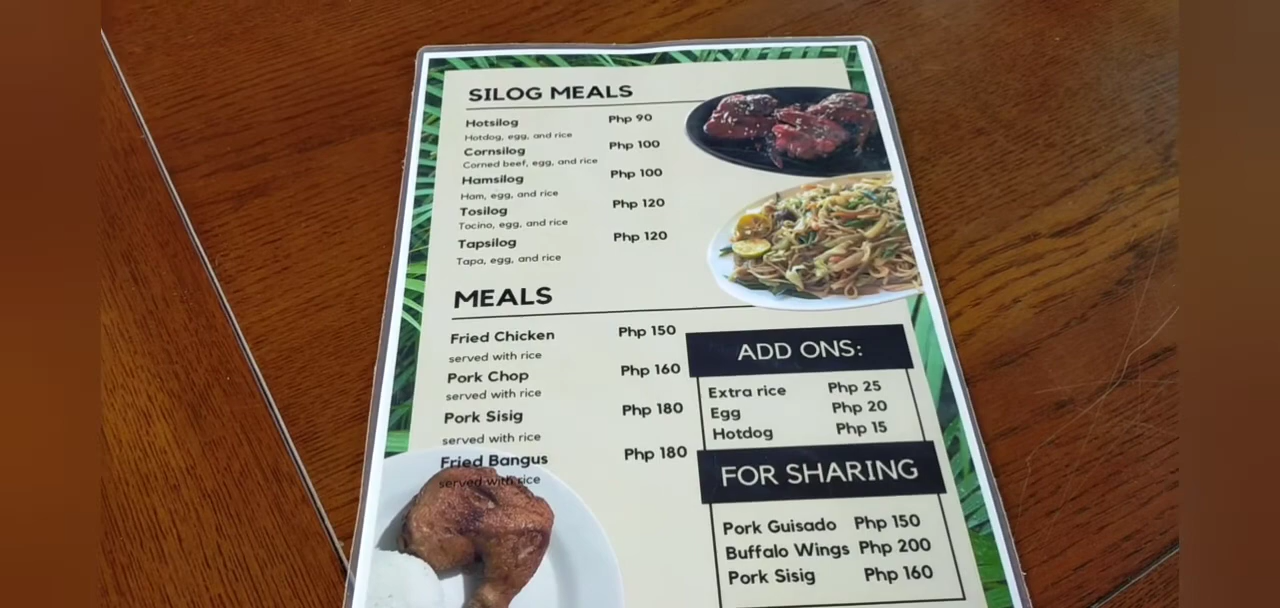 SILOG MEALS
Hotsilog Php 90
Hotdog, egg, and rice
Cornsilog Php 100
Corned beef, egg, and rice
Hamsilog Php 100
Ham, egg, and rice
Tosilog Php 120
Tocino, egg, and rice
Tapsilog Php 120
Tapa, egg, and rice
MEALS
Fried Chicken Php 150
served with rice
Pork Chop Php 160
served with rice
Pork Sisig Php 180
served with rice
Fried Bangus Php 180
served with rice
ADD ONS:
Extra rice Php 25
Egg Php 20
Hotdog Php 15
FOR SHARING
Pork Guisado Php 150
Buffalo Wings Php 200
Pork Sisig Php 160